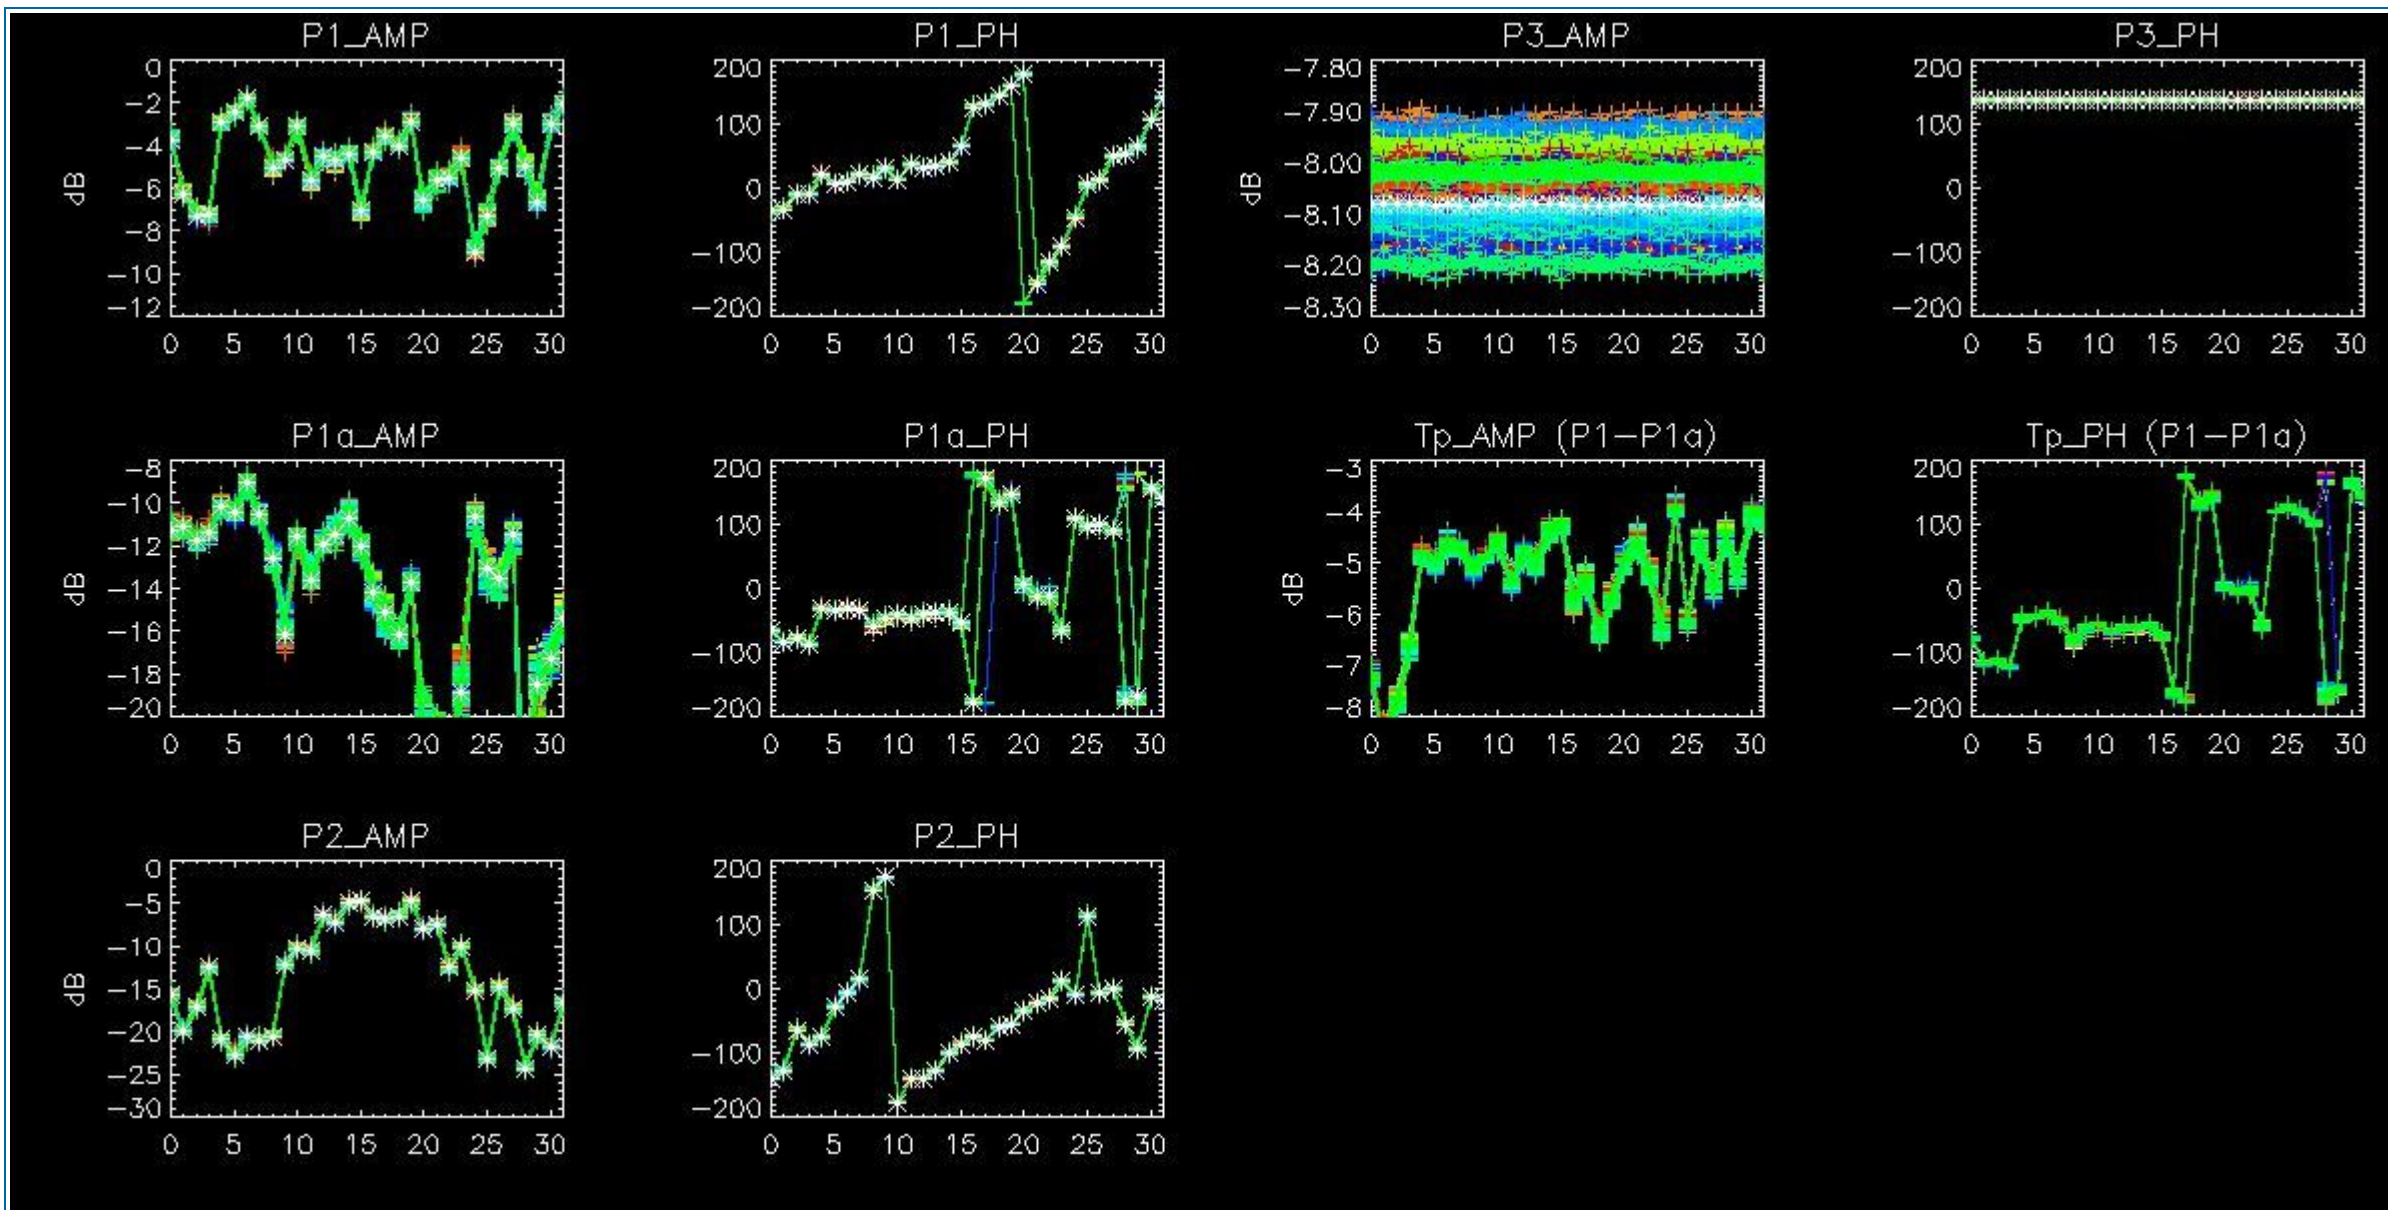 P1_AMP
0
−2
−4
−6
−8
−10
−12
dB
0 5 10 15 20 25 30
P1_PH
200
100
0
−100
−200
0 5 10 15 20 25 30
P3_AMP
−7.80
−7.90
−8.00
−8.10
−8.20
−8.30
dB
0 5 10 15 20 25 30
P3_PH
200
100
0
−100
−200
0 5 10 15 20 25 30
P1a_AMP
−8
−10
−12
−14
−16
−18
−20
dB
0 5 10 15 20 25 30
P1a_PH
200
100
0
−100
−200
0 5 10 15 20 25 30
Tp_AMP (P1−P1a)
−3
−4
−5
−6
−7
−8
dB
0 5 10 15 20 25 30
Tp_PH (P1−P1a)
200
100
0
−100
−200
0 5 10 15 20 25 30
P2_AMP
0
−5
−10
−15
−20
−25
−30
dB
0 5 10 15 20 25 30
P2_PH
200
100
0
−100
−200
0 5 10 15 20 25 30